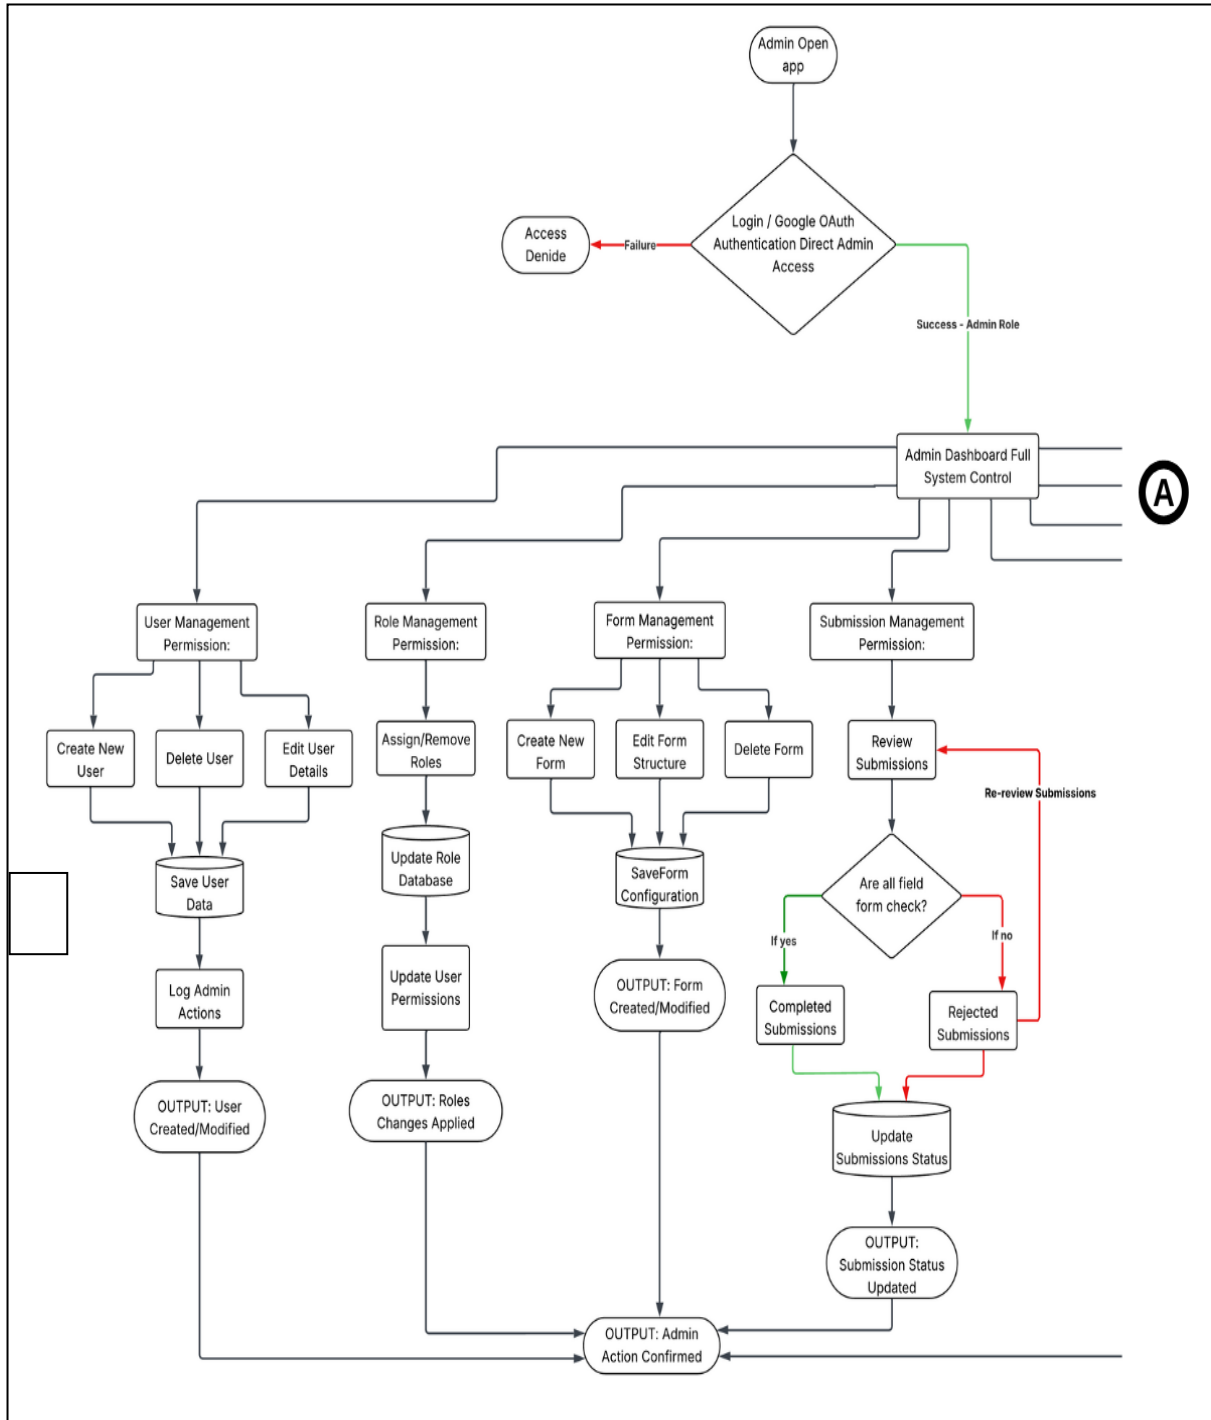 Admin Open
app
Login / Google OAuth
Authentication Direct Admin
Access
Access
Denide
Failure
Success - Admin Role
Admin Dashboard Full
System Control
A
User Management
Permission:
Role Management
Permission:
Form Management
Permission:
Submission Management
Permission:
Create New
User
Delete User
Edit User
Details
Assign/Remove
Roles
Create New
Form
Edit Form
Structure
Delete Form
Review
Submissions
Re-review Submissions
Save User
Data
Update Role
Database
SaveForm
Configuration
Are all field
form check?
If yes
If no
Log Admin
Actions
Update User
Permissions
OUTPUT: Form
Created/Modified
Completed
Submissions
Rejected
Submissions
OUTPUT: User
Created/Modified
OUTPUT: Roles
Changes Applied
Update
Submissions Status
OUTPUT:
Submission Status
Updated
OUTPUT: Admin
Action Confirmed